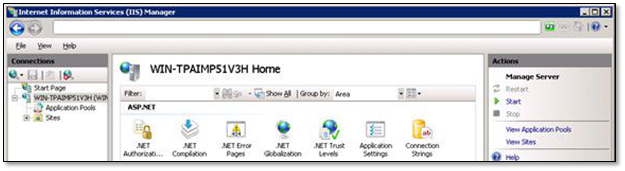 Internet Information Services (IIS) Manager
File View Help
Connections
Start Page
WIN-TPAIMP51V3H (WIN
Application Pools
Sites
WIN-TPAIMP51V3H Home
Filter: Go Show All Group by: Area
ASP.NET
.NET Authorizati...
.NET Compilation
.NET Error Pages
.NET Globalization
.NET Trust Levels
Application Settings
Connection Strings
Actions
Manage Server
Restart
Start
Stop
View Application Pools
View Sites
Help